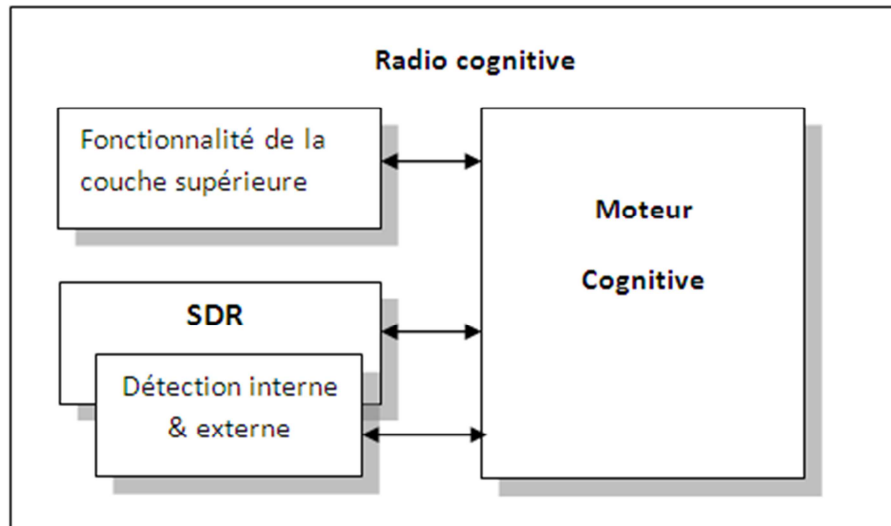 Radio cognitive
Fonctionnalité de la
couche supérieure
Moteur
Cognitive
SDR
Détection interne
& externe